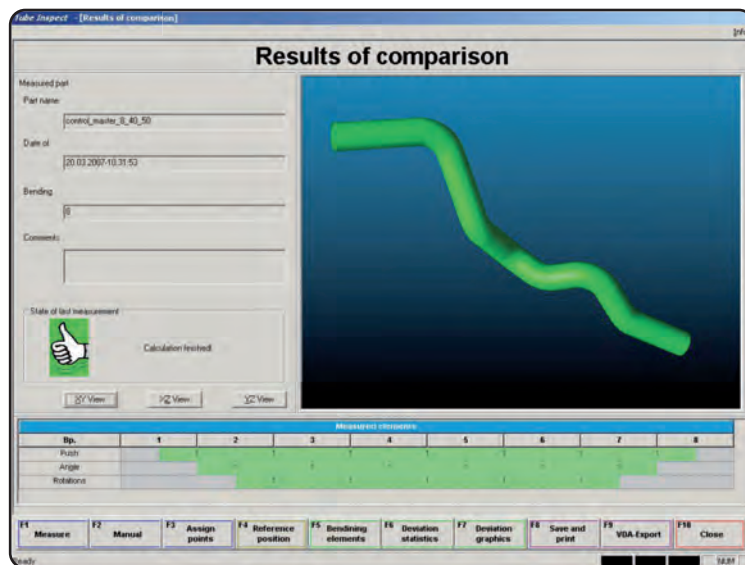 Tube Inspect - [Results of comparison]
Info
Results of comparison
Measured part
Part name
control_master_8_40_50
Date of
20.03.2007-10:31:53
Bending
8
Comments
State of last measurement
Calculation finished!
XY View XZ View YZ View
Measured elements
Bp. 1 2 3 4 5 6 7 8
Push
Angle
Rotations
F1 Measure
F2 Manual
F3 Assign points
F4 Reference position
F5 Bendining elements
F6 Deviation statistics
F7 Deviation graphics
F8 Save and print
F9 VDA-Export
F10 Close
Ready